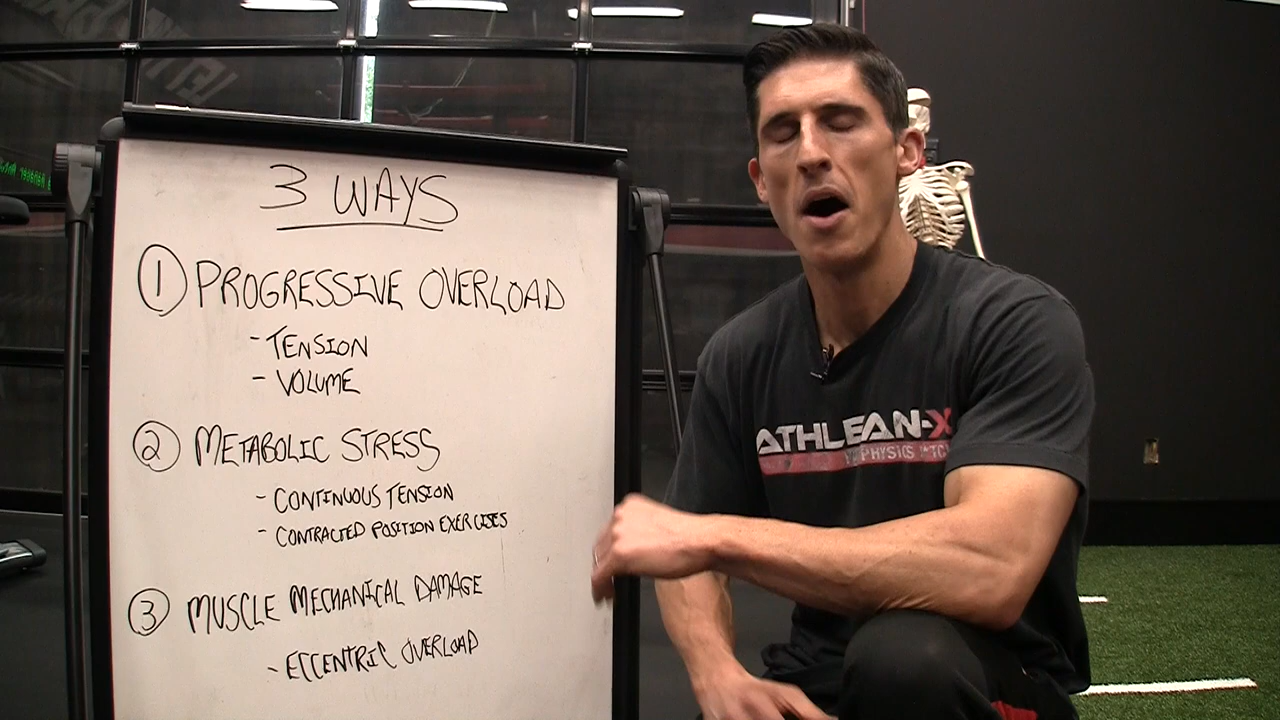 3 WAYS
① PROGRESSIVE OVERLOAD
- TENSION
- VOLUME
② METABOLIC STRESS
- CONTINUOUS TENSION
- CONTRACTED POSITION EXERCISES
③ MUSCLE MECHANICAL DAMAGE
- ECCENTRIC OVERLOAD
ATHLEAN-X